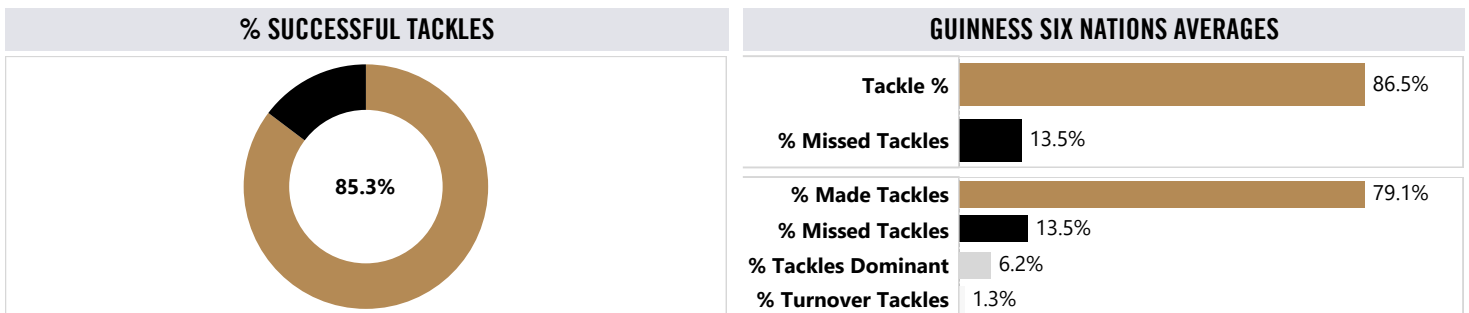 % SUCCESSFUL TACKLES
85.3%
GUINNESS SIX NATIONS AVERAGES
Tackle % 86.5%
% Missed Tackles 13.5%
% Made Tackles 79.1%
% Missed Tackles 13.5%
% Tackles Dominant 6.2%
% Turnover Tackles 1.3%